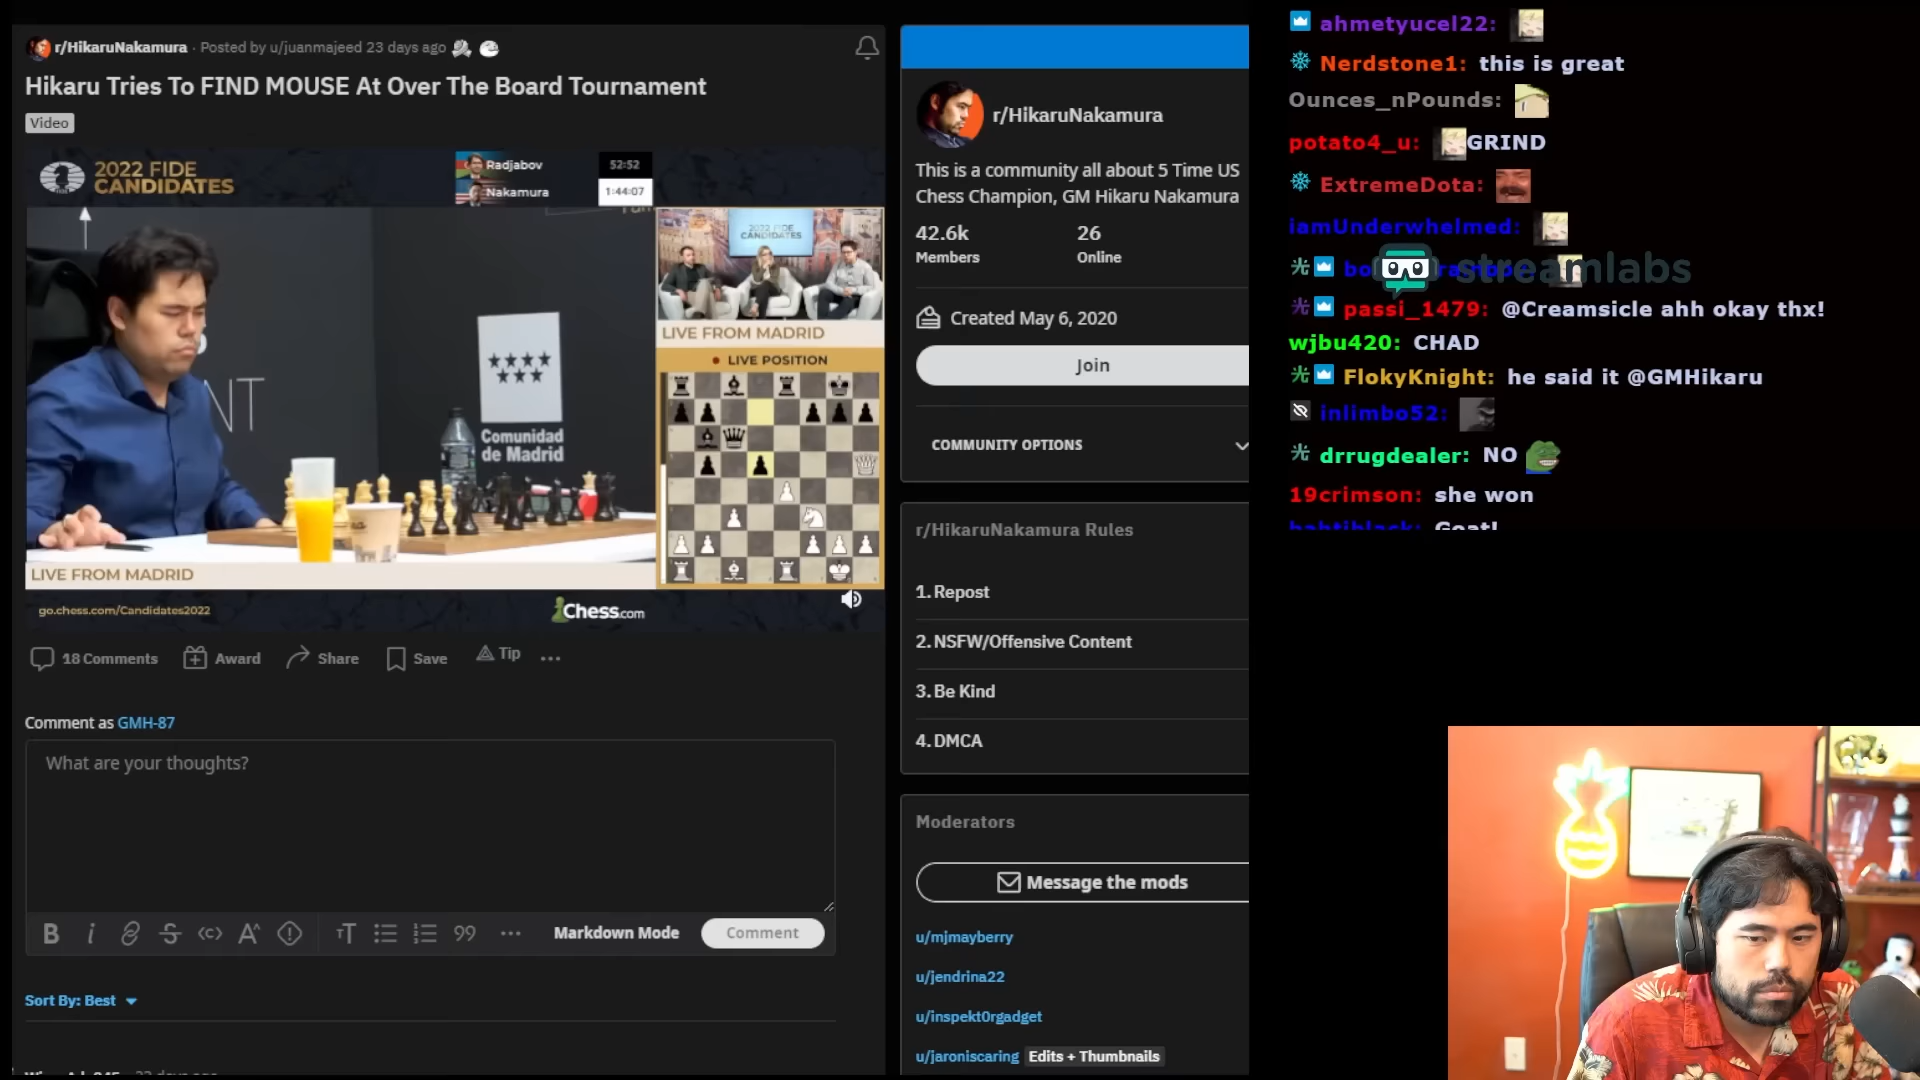 r/HikaruNakamura · Posted by u/juanmajeed 23 days ago
Hikaru Tries To FIND MOUSE At Over The Board Tournament
Video
2022 FIDE
CANDIDATES
Radjabov 52:52
Nakamura 1:44:07
2022 FIDE
CANDIDATES
LIVE FROM MADRID
LIVE POSITION
NT
Comunidad
de Madrid
LIVE FROM MADRID
go.chess.com/Candidates2022
Chess.com
18 Comments Award Share Save Tip
Comment as GMH-87
What are your thoughts?
Markdown Mode Comment
Sort By: Best
r/HikaruNakamura
This is a community all about 5 Time US
Chess Champion, GM Hikaru Nakamura
42.6k 26
Members Online
Created May 6, 2020
Join
COMMUNITY OPTIONS
r/HikaruNakamura Rules
1. Repost
2. NSFW/Offensive Content
3. Be Kind
4. DMCA
Moderators
Message the mods
u/mjmayberry
u/jendrina22
u/inspekt0rgadget
u/jaroniscaring Edits + Thumbnails
ahmetyucel22:
Nerdstone1: this is great
Ounces_nPounds:
potato4_u: GRIND
ExtremeDota:
iamUnderwhelmed:
streamlabs
passi_1479: @Creamsicle ahh okay thx!
wjbu420: CHAD
FlokyKnight: he said it @GMHikaru
inlimbo52:
drrugdealer: NO
19crimson: she won
Goat!